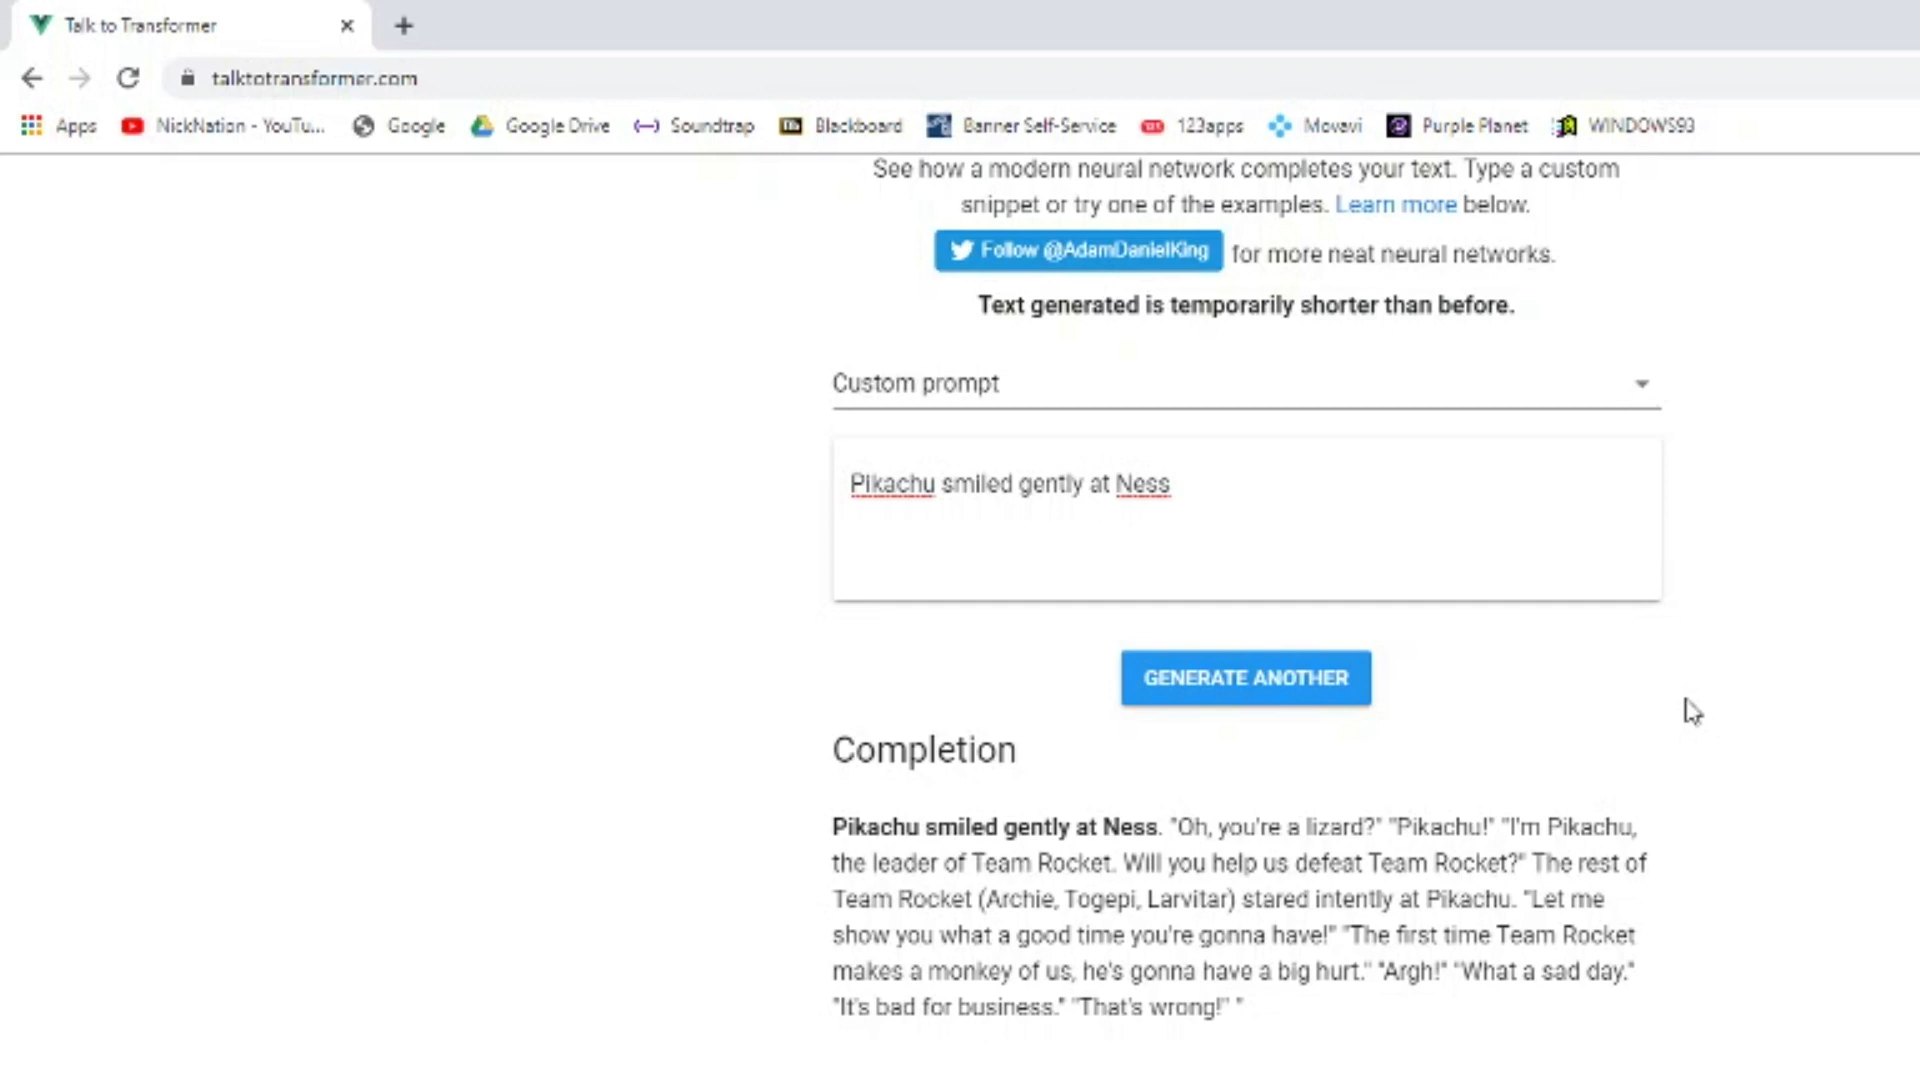 Talk to Transformer
talktotransformer.com
Apps NickNation - YouTu... Google Google Drive Soundtrap Blackboard Banner Self-Service 123apps Movavi Purple Planet WINDOWS93
See how a modern neural network completes your text. Type a custom
snippet or try one of the examples. Learn more below.
Follow @AdamDanielKing for more neat neural networks.
Text generated is temporarily shorter than before.
Custom prompt
Pikachu smiled gently at Ness
GENERATE ANOTHER
Completion
Pikachu smiled gently at Ness. "Oh, you're a lizard?" "Pikachu!" "I'm Pikachu,
the leader of Team Rocket. Will you help us defeat Team Rocket?" The rest of
Team Rocket (Archie, Togepi, Larvitar) stared intently at Pikachu. "Let me
show you what a good time you're gonna have!" "The first time Team Rocket
makes a monkey of us, he's gonna have a big hurt." "Argh!" "What a sad day."
"It's bad for business." "That's wrong!" "